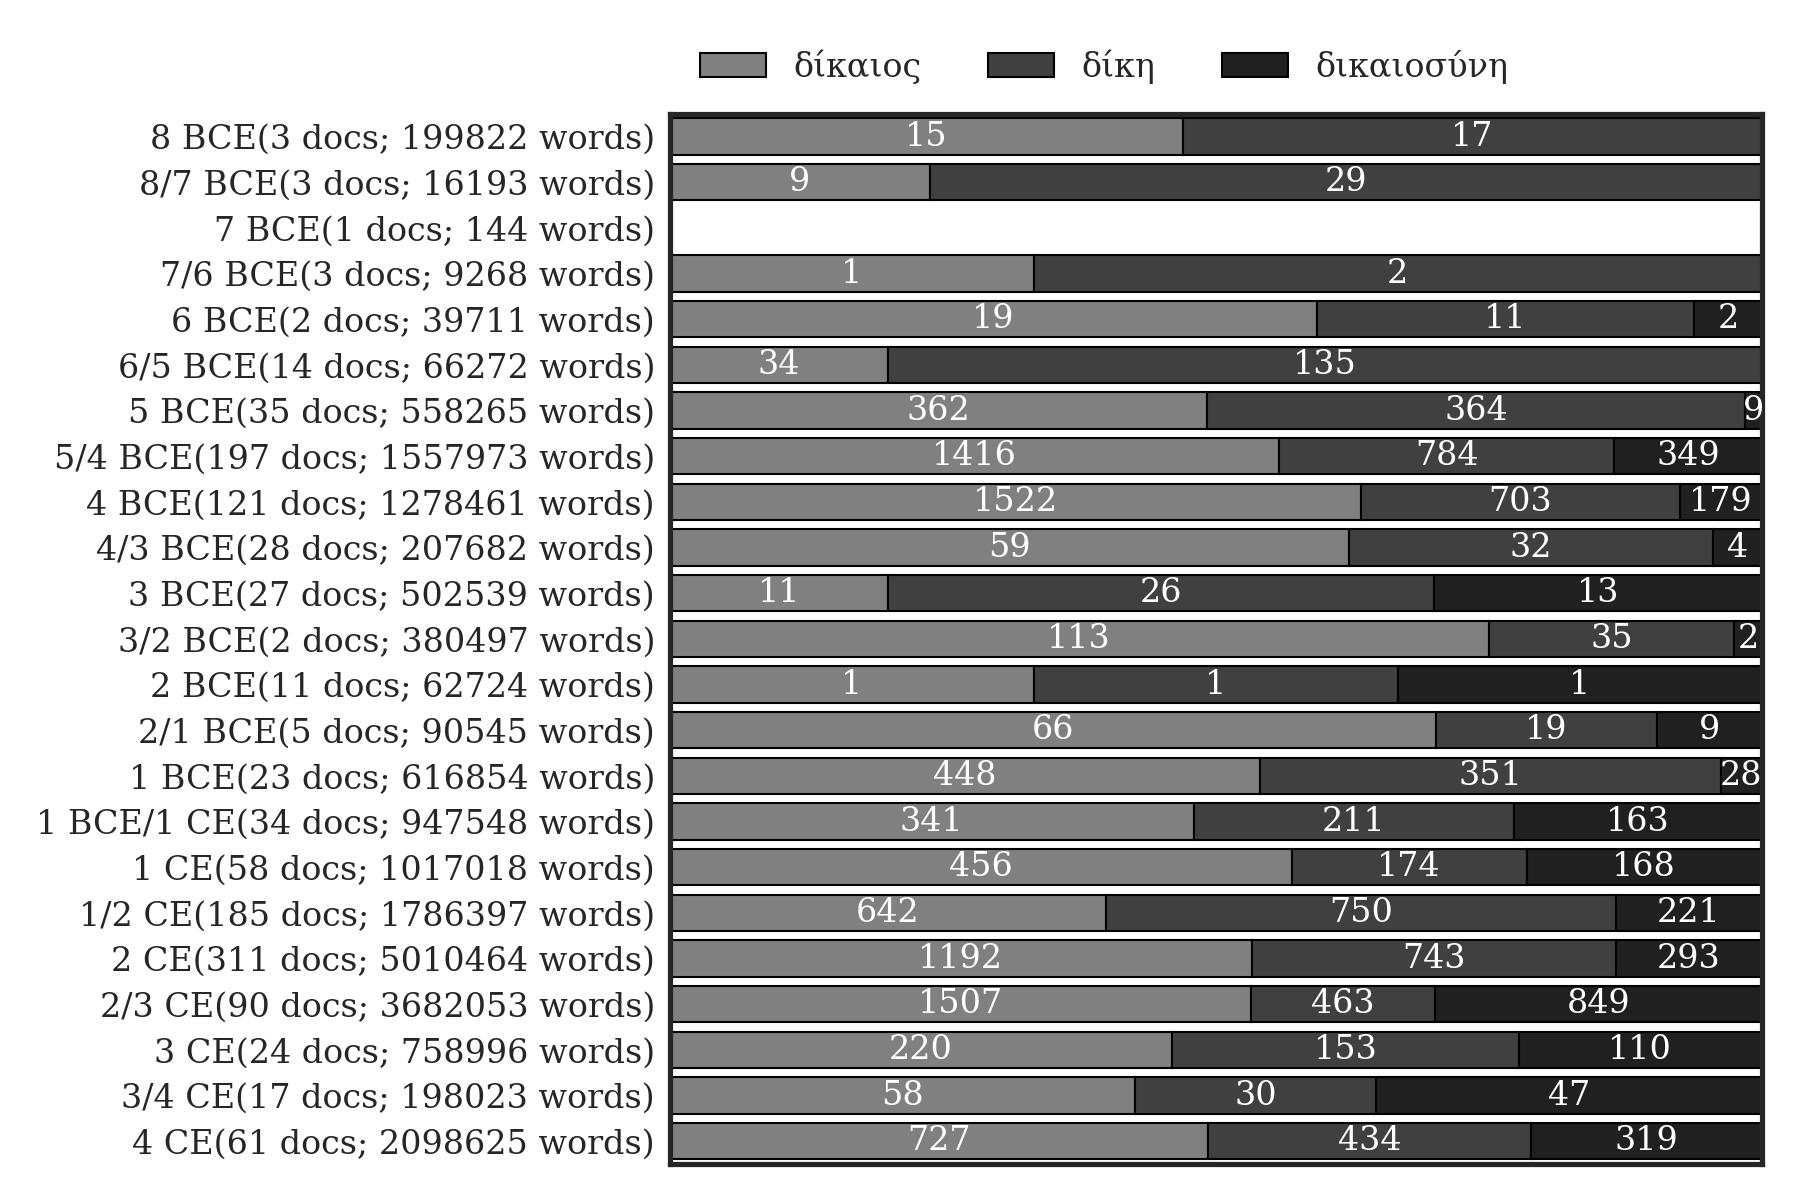 δίκαιος δίκη δικαιοσύνη
8 BCE(3 docs; 199822 words) 15 17
8/7 BCE(3 docs; 16193 words) 9 29
7 BCE(1 docs; 144 words)
7/6 BCE(3 docs; 9268 words) 1 2
6 BCE(2 docs; 39711 words) 19 11 2
6/5 BCE(14 docs; 66272 words) 34 135
5 BCE(35 docs; 558265 words) 362 364 9
5/4 BCE(197 docs; 1557973 words) 1416 784 349
4 BCE(121 docs; 1278461 words) 1522 703 179
4/3 BCE(28 docs; 207682 words) 59 32 4
3 BCE(27 docs; 502539 words) 11 26 13
3/2 BCE(2 docs; 380497 words) 113 35 2
2 BCE(11 docs; 62724 words) 1 1 1
2/1 BCE(5 docs; 90545 words) 66 19 9
1 BCE(23 docs; 616854 words) 448 351 28
1 BCE/1 CE(34 docs; 947548 words) 341 211 163
1 CE(58 docs; 1017018 words) 456 174 168
1/2 CE(185 docs; 1786397 words) 642 750 221
2 CE(311 docs; 5010464 words) 1192 743 293
2/3 CE(90 docs; 3682053 words) 1507 463 849
3 CE(24 docs; 758996 words) 220 153 110
3/4 CE(17 docs; 198023 words) 58 30 47
4 CE(61 docs; 2098625 words) 727 434 319